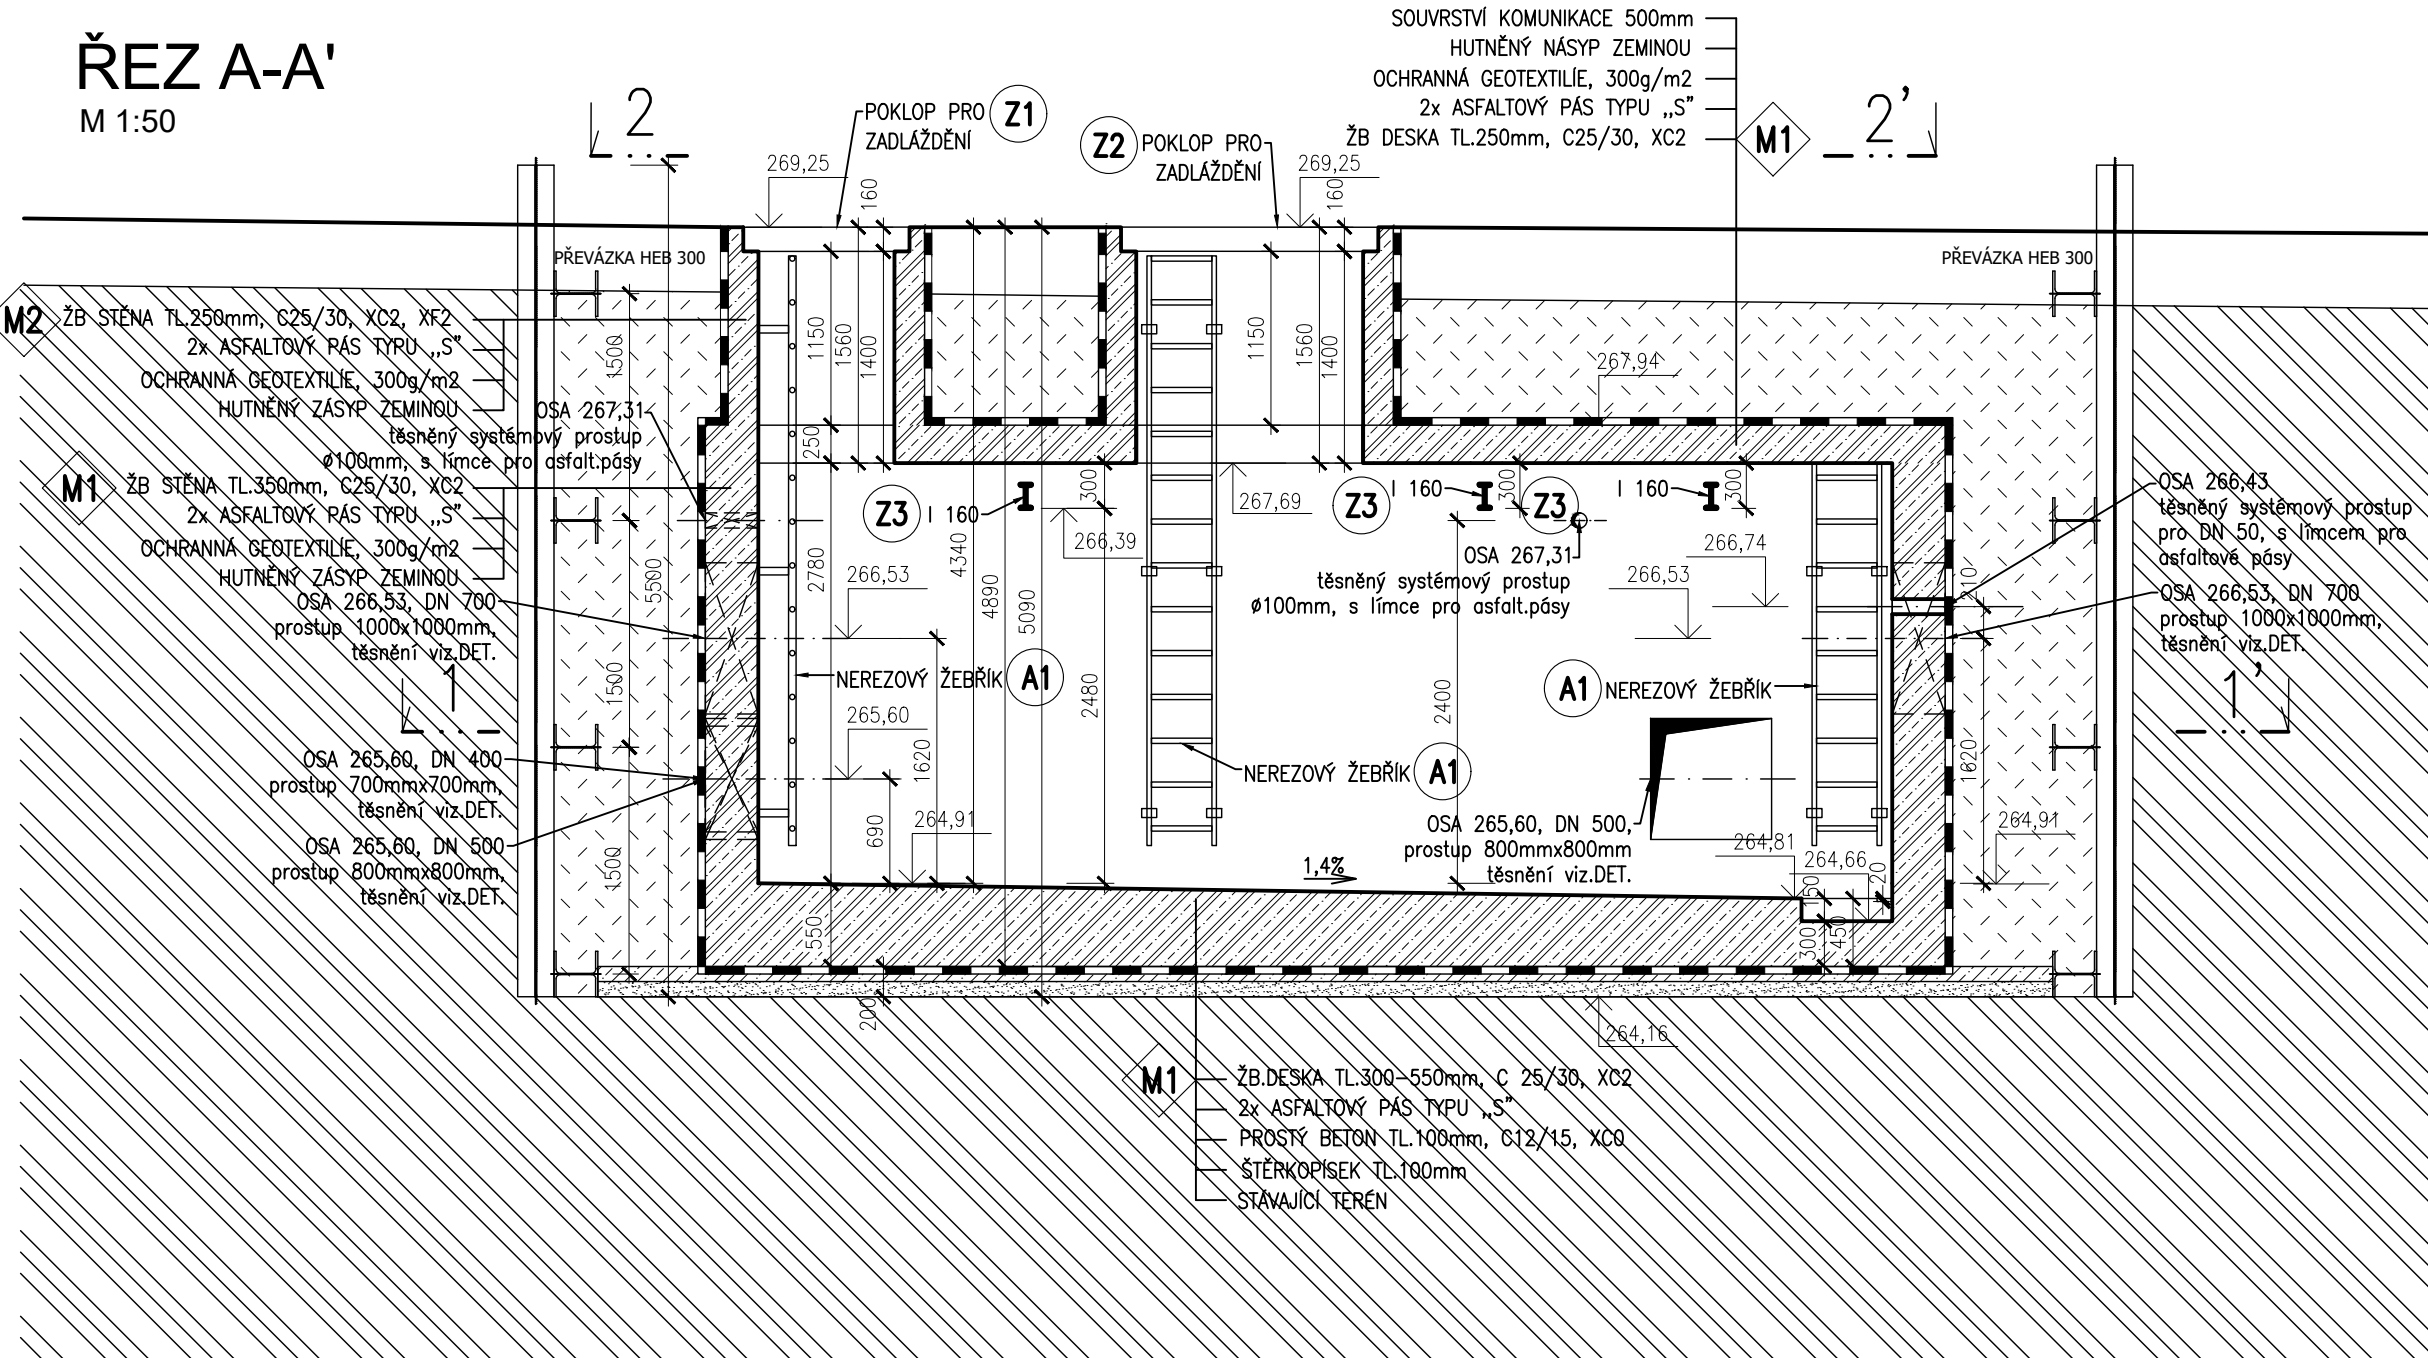 ŘEZ A-A'
M 1:50
2
2'
POKLOP PRO
ZADLÁŽDĚNÍ
Z1
Z2
POKLOP PRO
ZADLÁŽDĚNÍ
SOUVRSTVÍ KOMUNIKACE 500mm
HUTNĚNÝ NÁSYP ZEMINOU
OCHRANNÁ GEOTEXTILÍE, 300g/m2
2x ASFALTOVÝ PÁS TYPU „S"
ŽB DESKA TL.250mm, C25/30, XC2
M1
269,25
160
269,25
160
PŘEVÁZKA HEB 300
PŘEVÁZKA HEB 300
M2
ŽB STĚNA TL.250mm, C25/30, XC2, XF2
2x ASFALTOVÝ PÁS TYPU „S"
OCHRANNÁ GEOTEXTILÍE, 300g/m2
HUTNĚNÝ ZÁSYP ZEMINOU
1500
1150
1560
1400
1150
1560
1400
267,94
OSA 267,31
těsněný systémový prostup
ø100mm, s límce pro asfalt.pásy
250
M1
ŽB STĚNA TL.350mm, C25/30, XC2
2x ASFALTOVÝ PÁS TYPU „S"
OCHRANNÁ GEOTEXTILÍE, 300g/m2
HUTNĚNÝ ZÁSYP ZEMINOU
Z3
I 160
300
266,39
267,69
Z3
I 160
300
Z3
I 160
300
OSA 267,31
těsněný systémový prostup
ø100mm, s límce pro asfalt.pásy
266,74
266,53
OSA 266,43
těsněný systémový prostup
pro DN 50, s límcem pro
asfaltové pásy
OSA 266,53, DN 700
prostup 1000x1000mm,
těsnění viz.DET.
OSA 266,53, DN 700
prostup 1000x1000mm,
těsnění viz.DET.
5500
2780
266,53
4340
4890
5090
1
1'
1500
NEREZOVÝ ŽEBŘÍK
A1
2480
2400
A1
NEREZOVÝ ŽEBŘÍK
265,60
1620
1620
OSA 265,60, DN 400
prostup 700mmx700mm,
těsnění viz.DET.
NEREZOVÝ ŽEBŘÍK
A1
690
264,91
OSA 265,60, DN 500
prostup 800mmx800mm,
těsnění viz.DET.
1500
OSA 265,60, DN 500,
prostup 800mmx800mm
těsnění viz.DET.
1,4%
264,81
264,66
264,91
150
120
550
300
450
200
264,16
M1
ŽB.DESKA TL.300-550mm, C 25/30, XC2
2x ASFALTOVÝ PÁS TYPU „S"
PROSTÝ BETON TL.100mm, C12/15, XC0
ŠTĚRKOPÍSEK TL.100mm
STÁVAJÍCÍ TERÉN